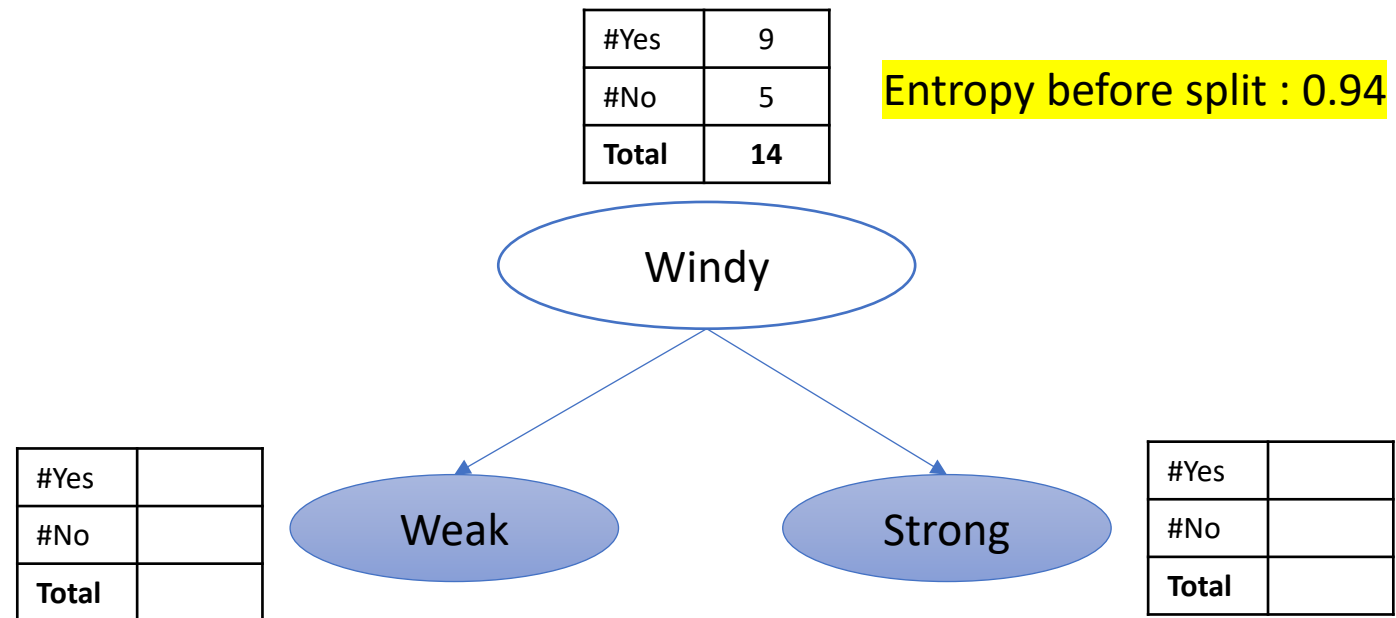 #Yes 9
#No 5
Total 14
Entropy before split : 0.94
Windy
#Yes
#No
Total
Weak
Strong
#Yes
#No
Total